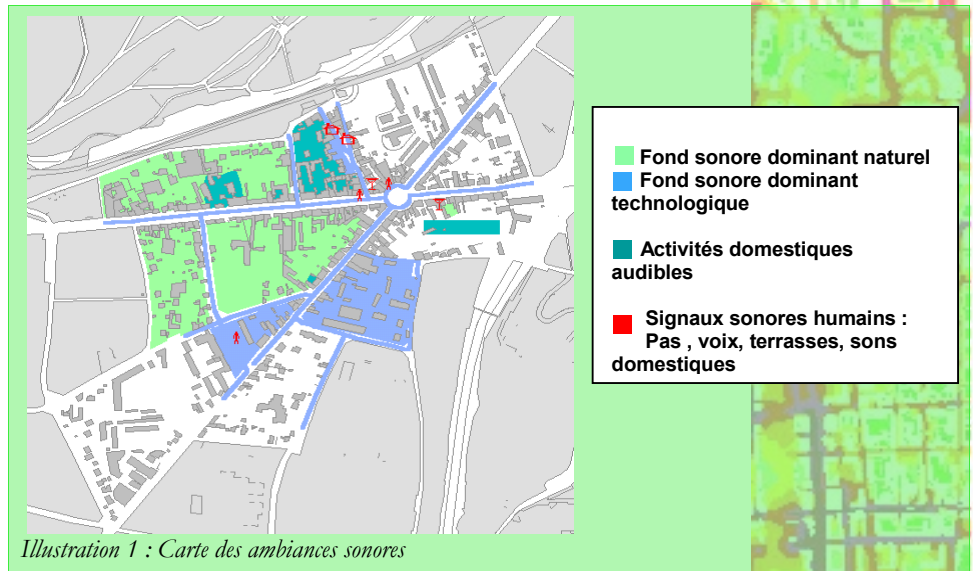 Fond sonore dominant naturel
Fond sonore dominant
technologique
Activités domestiques
audibles
Signaux sonores humains :
Pas , voix, terrasses, sons
domestiques
Illustration 1 : Carte des ambiances sonores